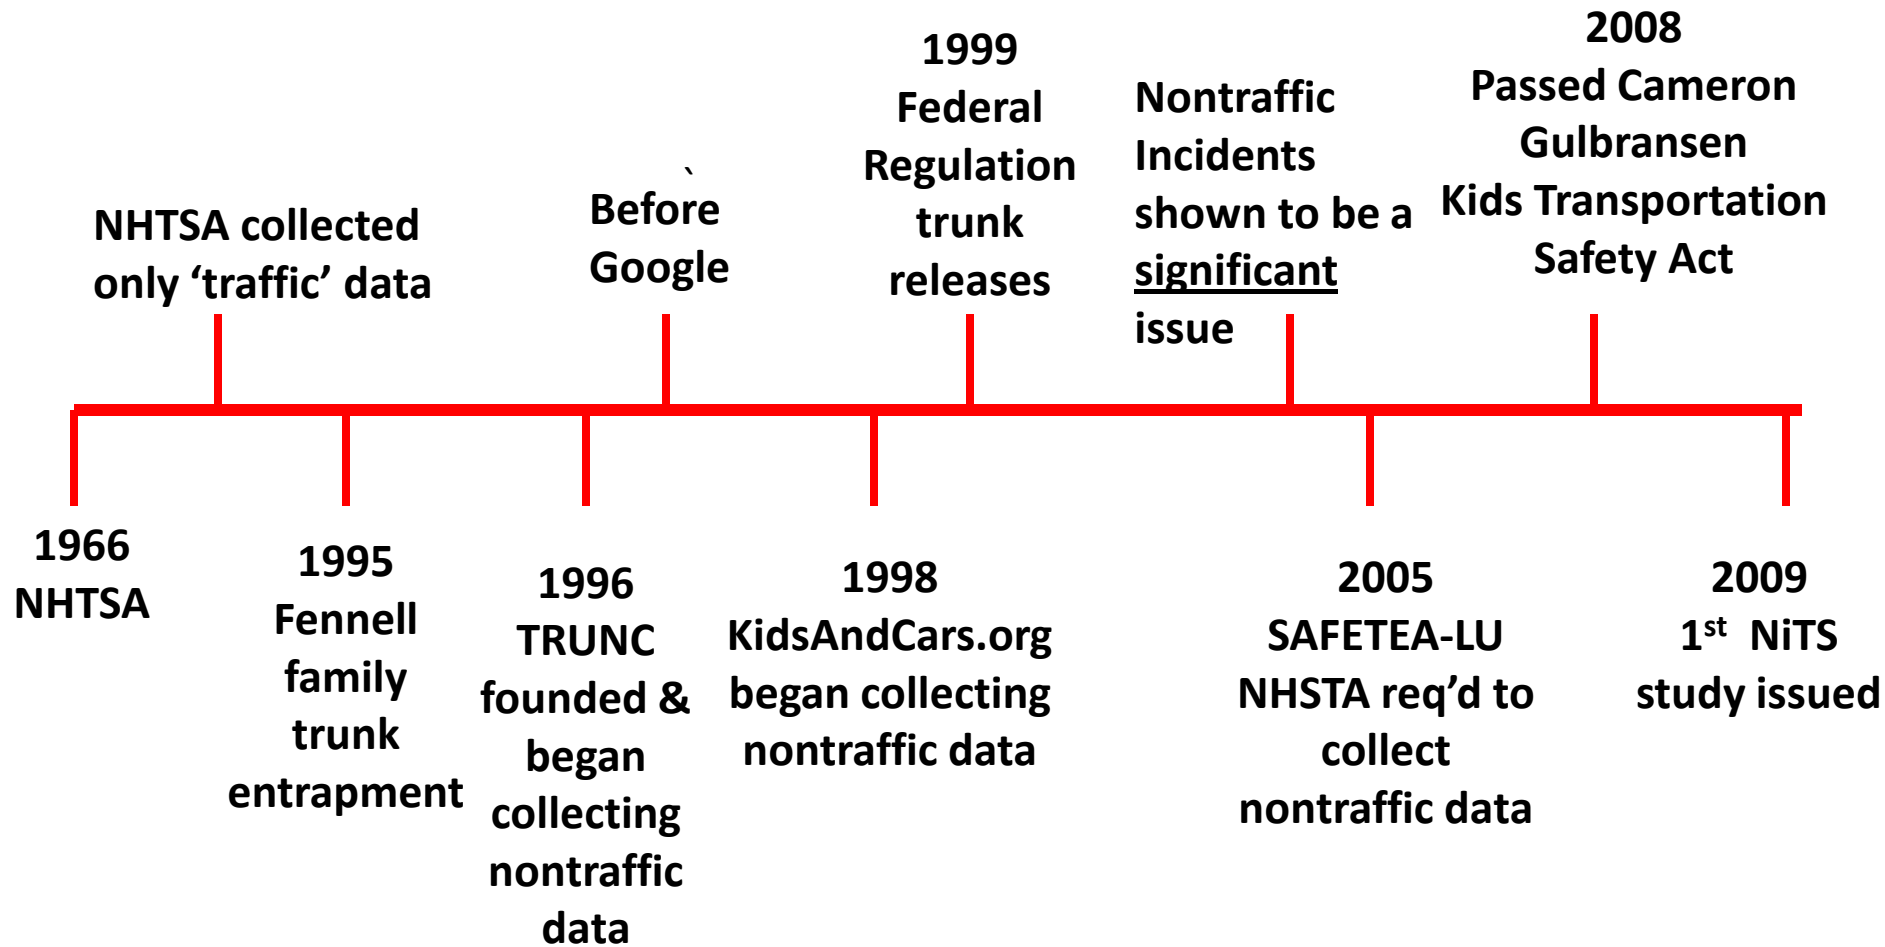 NHTSA collected
only ‘traffic’ data
`
Before
Google
1999
Federal
Regulation
trunk
releases
Nontraffic
Incidents
shown to be a
significant
issue
2008
Passed Cameron
Gulbransen
Kids Transportation
Safety Act
1966
NHTSA
1995
Fennell
family
trunk
entrapment
1996
TRUNC
founded &
began
collecting
nontraffic
data
1998
KidsAndCars.org
began collecting
nontraffic data
2005
SAFETEA-LU
NHSTA req’d to
collect
nontraffic data
2009
1st NiTS
study issued